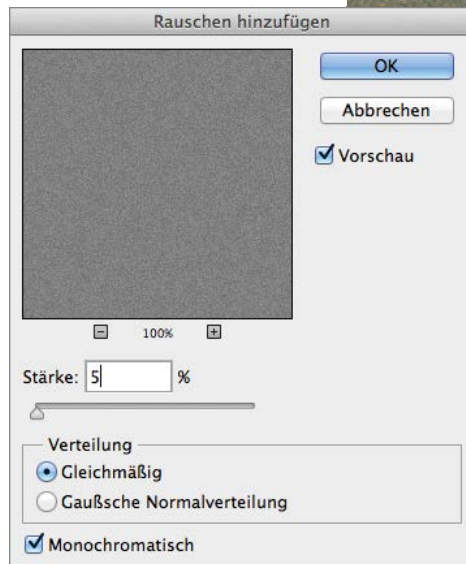 Rauschen hinzufügen
OK
Abbrechen
Vorschau
100%
Stärke: 5 %
Verteilung
Gleichmäßig
Gaußsche Normalverteilung
Monochromatisch